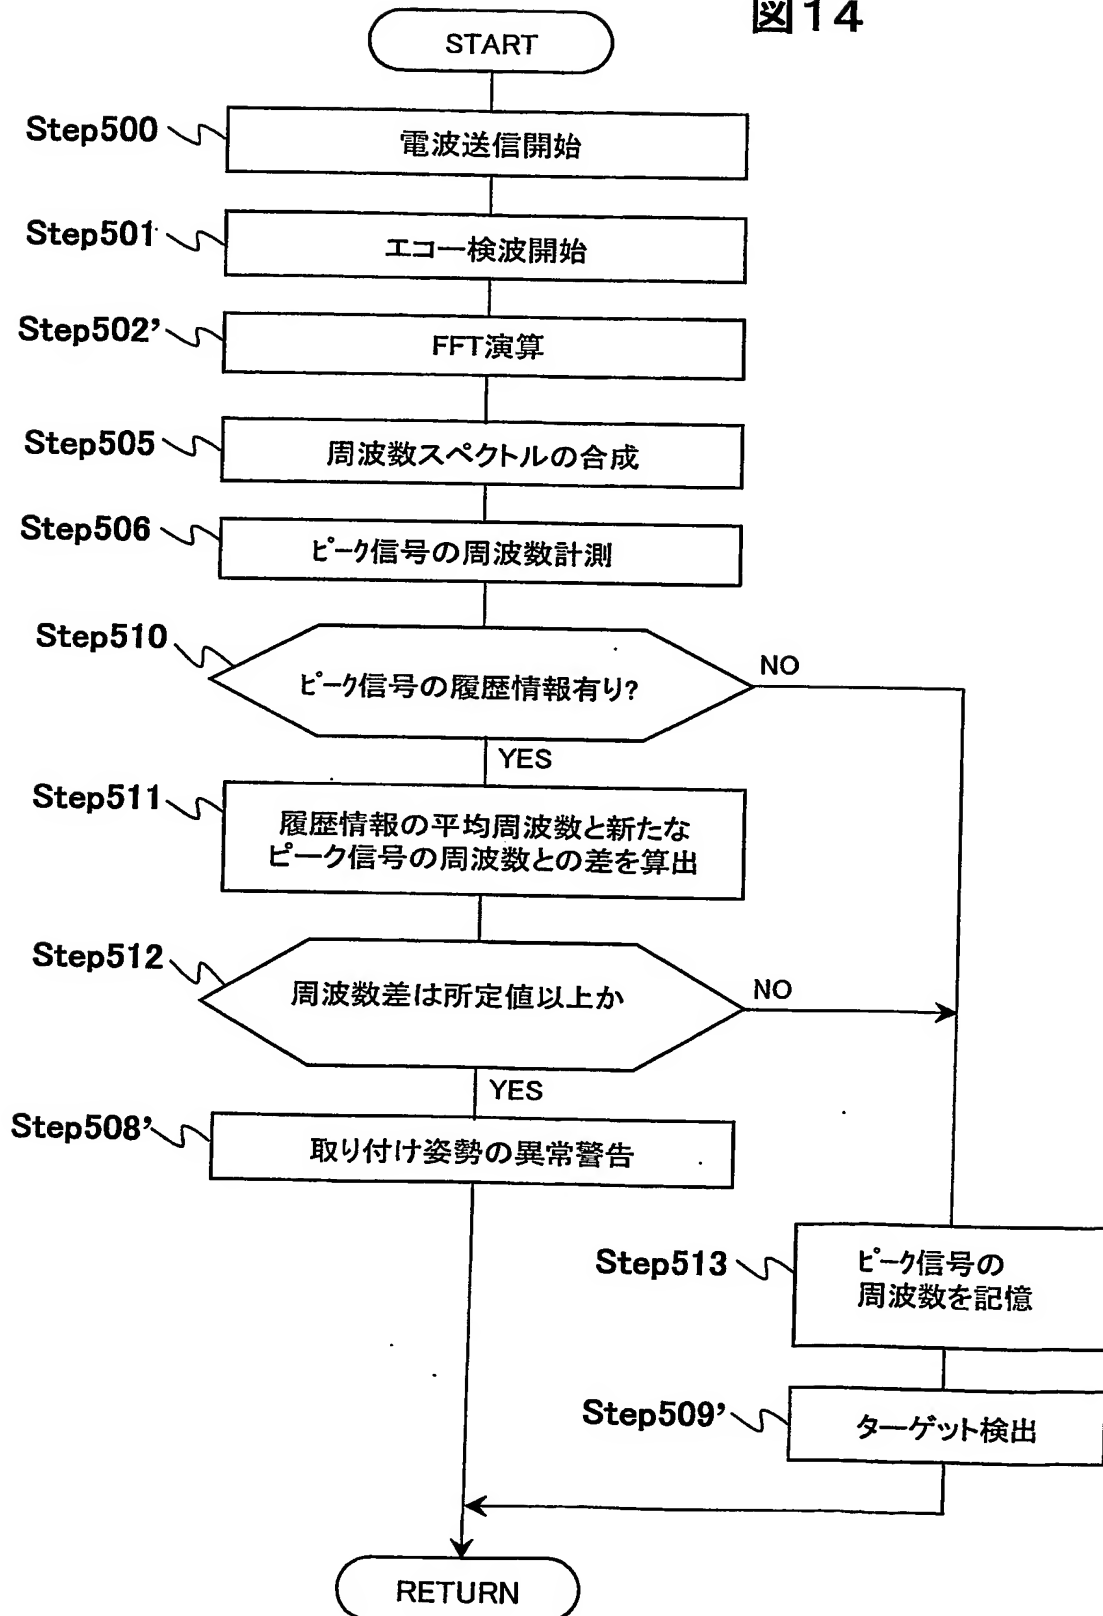 図14
START
Step500
電波送信開始
Step501
エコー検波開始
Step502’
FFT演算
Step505
周波数スペクトルの合成
Step506
ピーク信号の周波数計測
Step510
ピーク信号の履歴情報有り?
NO
YES
Step511
履歴情報の平均周波数と新たな
ピーク信号の周波数との差を算出
Step512
周波数差は所定値以上か
NO
YES
Step508’
取り付け姿勢の異常警告
Step513
ピーク信号の
周波数を記憶
Step509’
ターゲット検出
RETURN